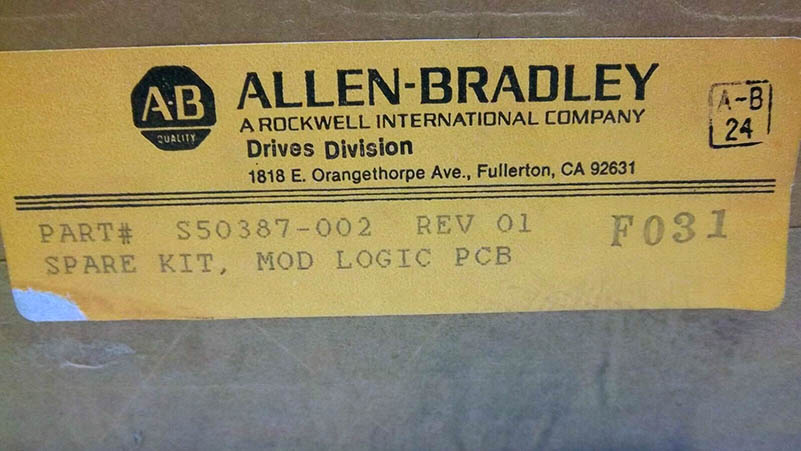 A·B
QUALITY
ALLEN-BRADLEY
A ROCKWELL INTERNATIONAL COMPANY
Drives Division
1818 E. Orangethorpe Ave., Fullerton, CA 92631
A-B
24
PART# S50387-002 REV 01 F031
SPARE KIT, MOD LOGIC PCB